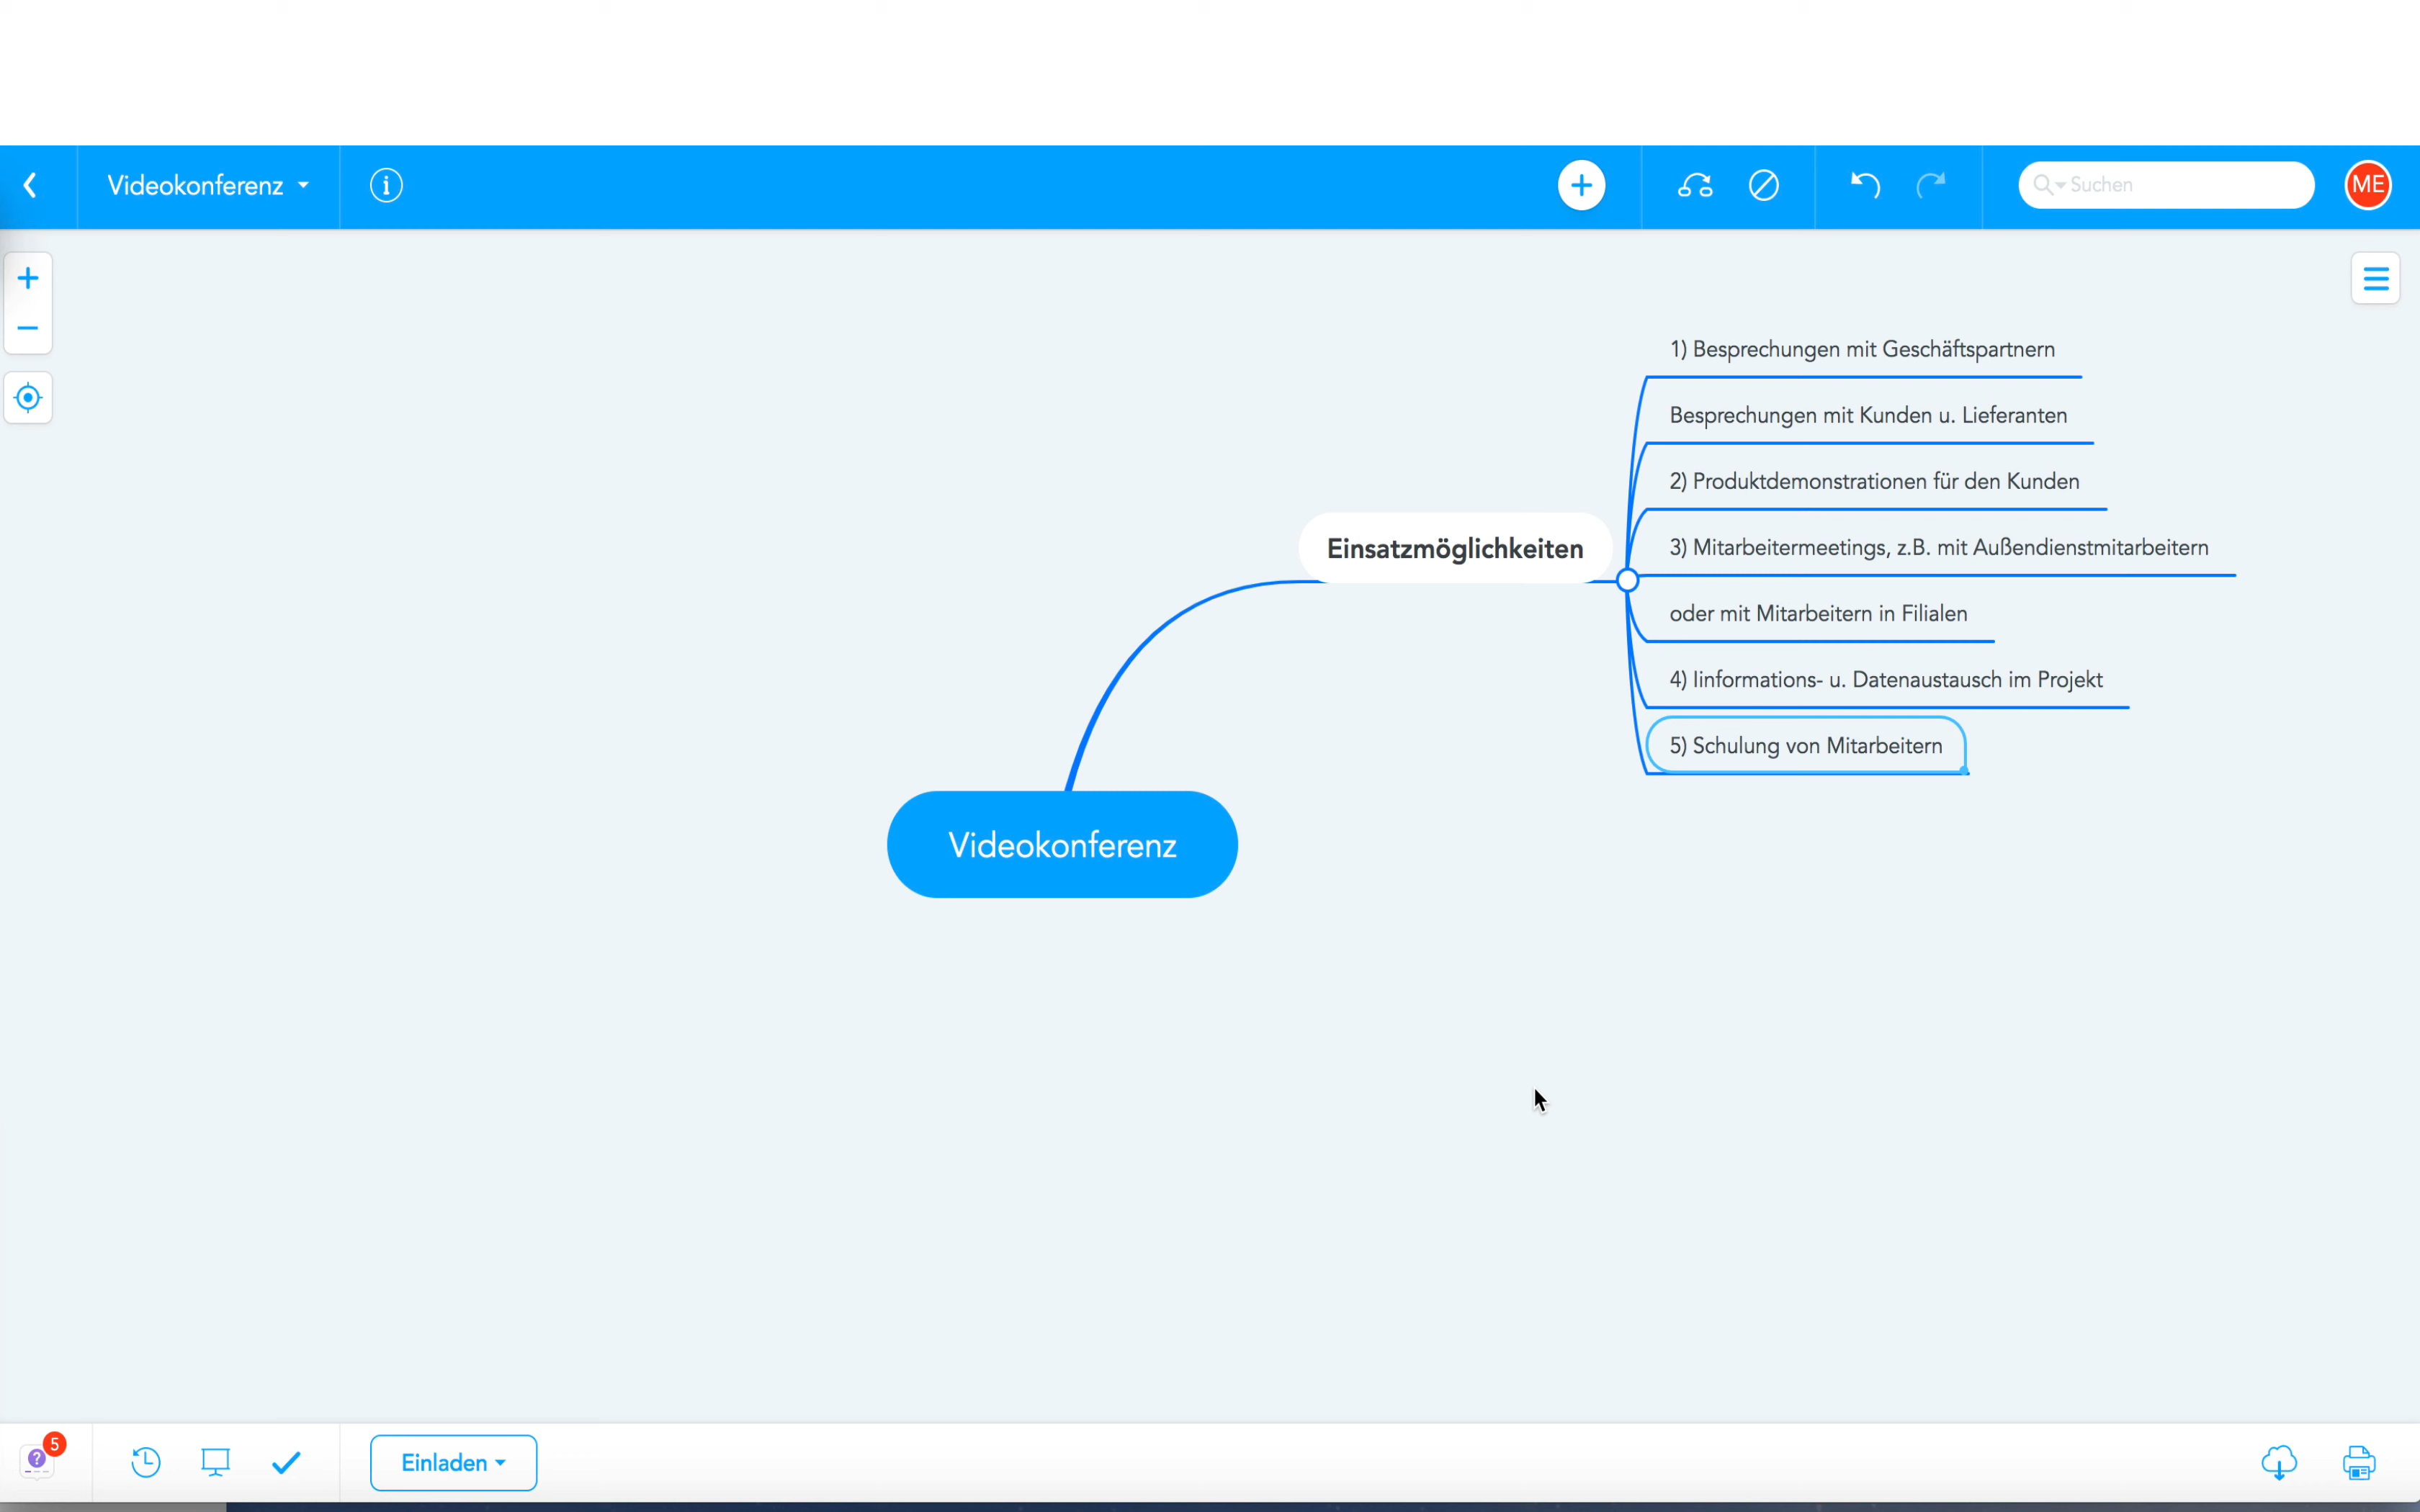 Videokonferenz
i
Suchen
ME
1) Besprechungen mit Geschäftspartnern
Besprechungen mit Kunden u. Lieferanten
2) Produktdemonstrationen für den Kunden
Einsatzmöglichkeiten
3) Mitarbeitermeetings, z.B. mit Außendienstmitarbeitern
oder mit Mitarbeitern in Filialen
4) Iinformations- u. Datenaustausch im Projekt
5) Schulung von Mitarbeitern
Videokonferenz
? 5
Einladen